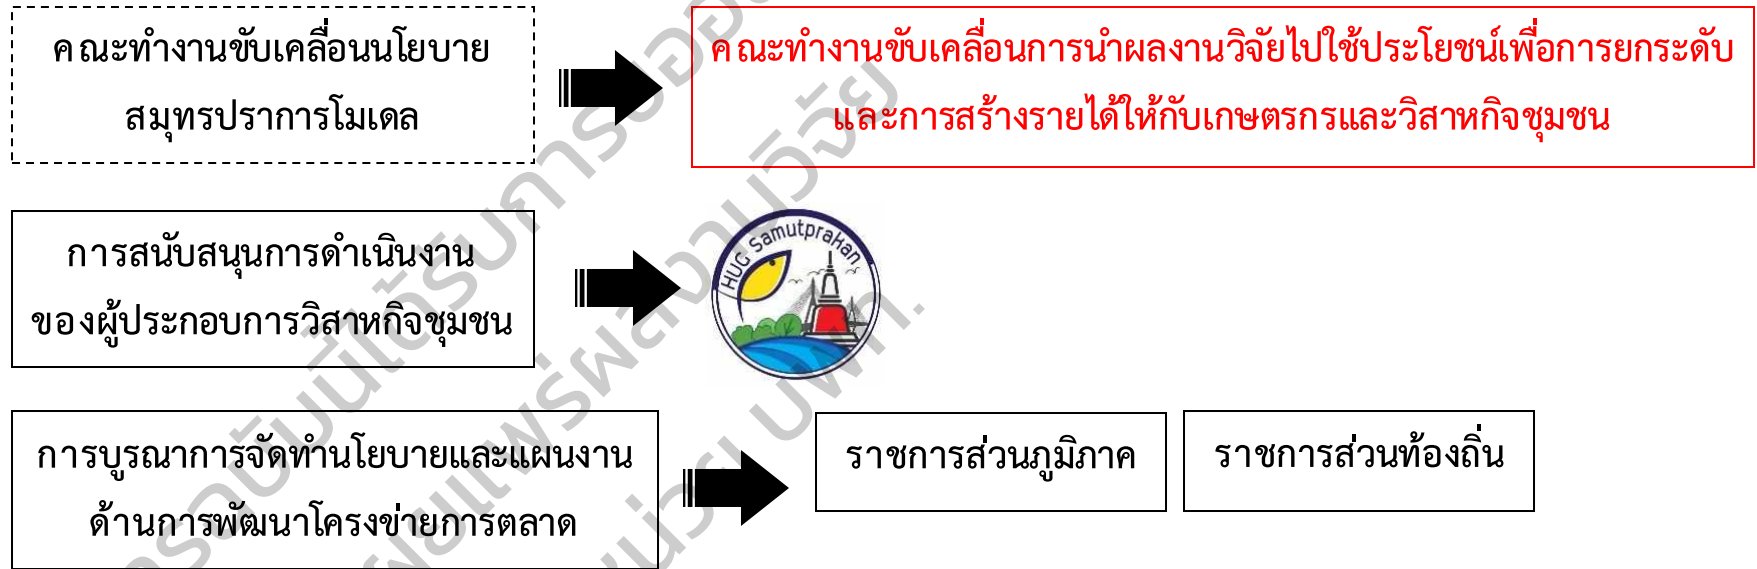 คณะทำงานขับเคลื่อนนโยบาย
สมุทรปราการโมเดล
คณะทำงานขับเคลื่อนการนำผลงานวิจัยไปใช้ประโยชน์เพื่อการยกระดับ
และการสร้างรายได้ให้กับเกษตรกรและวิสาหกิจชุมชน
การสนับสนุนการดำเนินงาน
ของผู้ประกอบการวิสาหกิจชุมชน
HUG Samutprakan
การบูรณาการจัดทำนโยบายและแผนงาน
ด้านการพัฒนาโครงข่ายการตลาด
ราชการส่วนภูมิภาค
ราชการส่วนท้องถิ่น